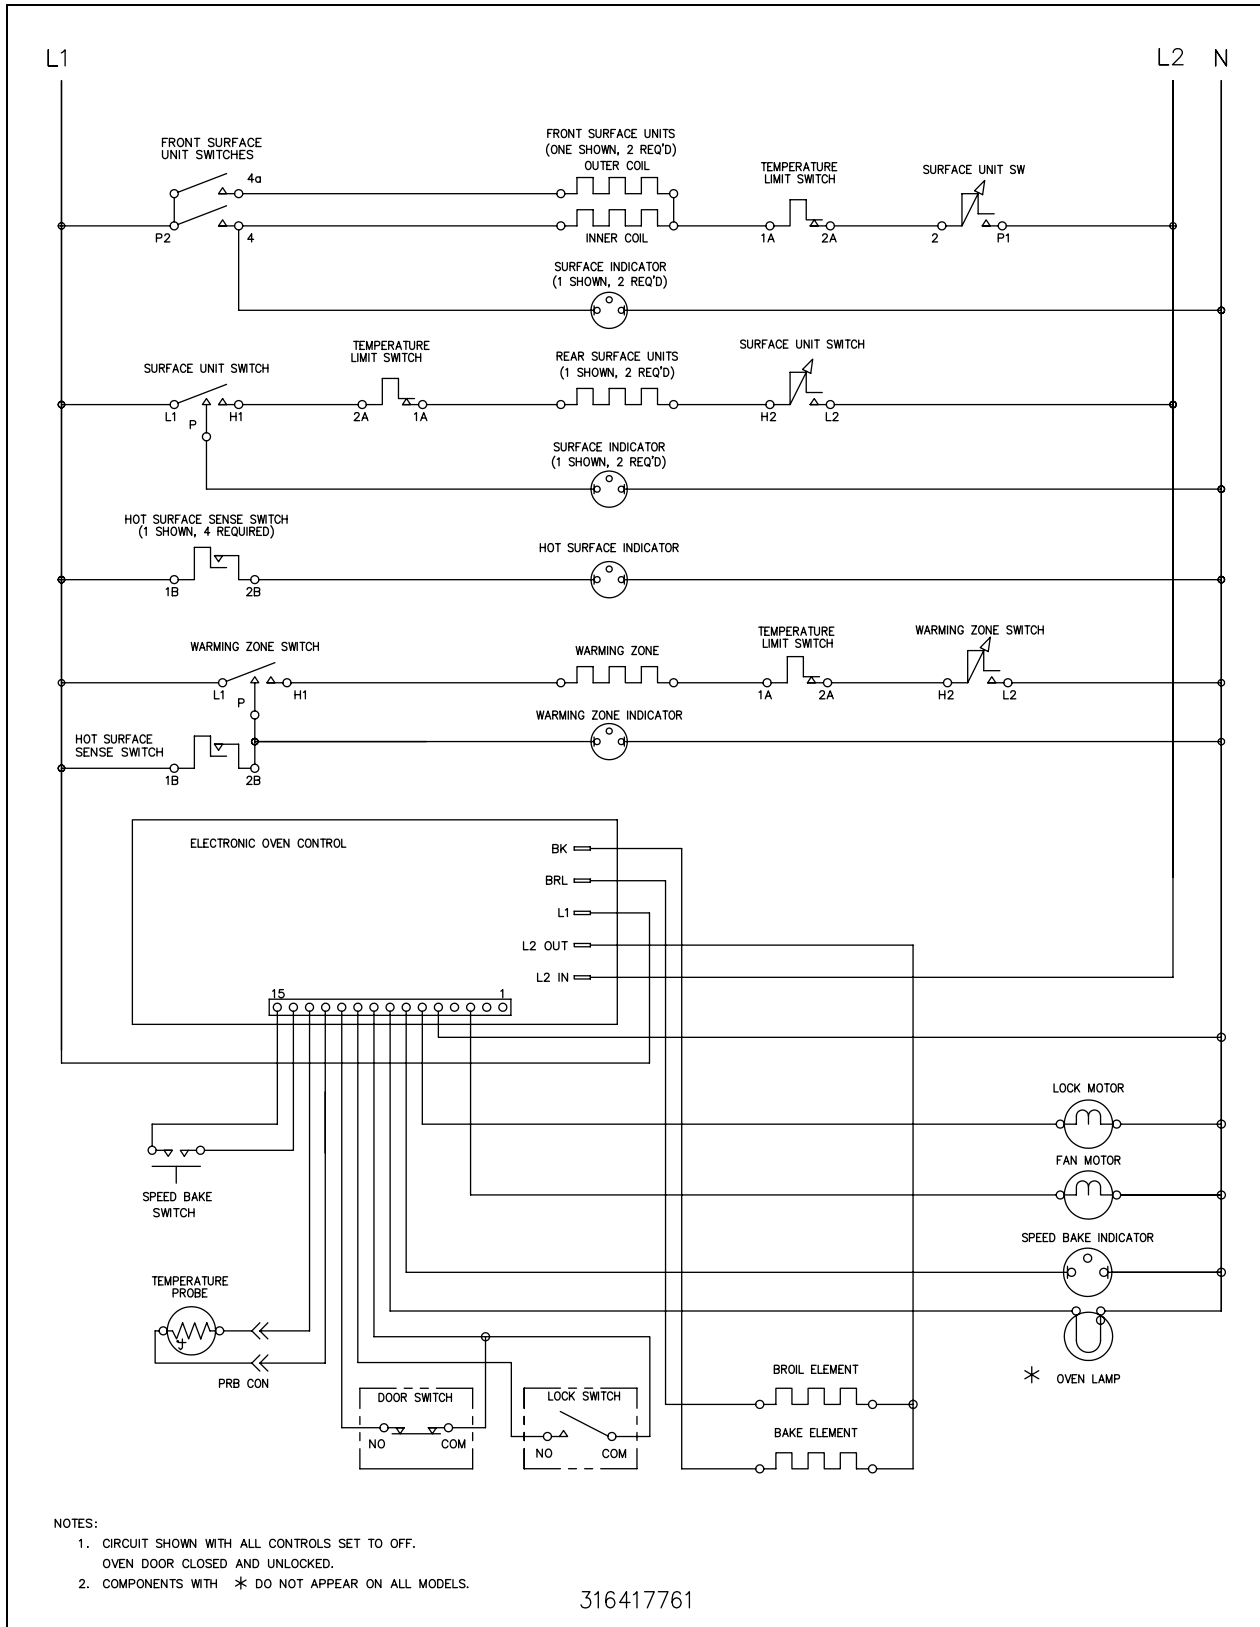 L1
L2 N
FRONT SURFACE
UNIT SWITCHES
4a
P2
4
FRONT SURFACE UNITS
(ONE SHOWN, 2 REQ'D)
OUTER COIL
INNER COIL
TEMPERATURE
LIMIT SWITCH
1A
2A
SURFACE UNIT SW
2
P1
SURFACE INDICATOR
(1 SHOWN, 2 REQ'D)
SURFACE UNIT SWITCH
L1
H1
P
TEMPERATURE
LIMIT SWITCH
2A
1A
REAR SURFACE UNITS
(1 SHOWN, 2 REQ'D)
SURFACE UNIT SWITCH
H2
L2
SURFACE INDICATOR
(1 SHOWN, 2 REQ'D)
HOT SURFACE SENSE SWITCH
(1 SHOWN, 4 REQUIRED)
1B
2B
HOT SURFACE INDICATOR
WARMING ZONE SWITCH
L1
H1
P
WARMING ZONE
TEMPERATURE
LIMIT SWITCH
1A
2A
WARMING ZONE SWITCH
H2
L2
WARMING ZONE INDICATOR
HOT SURFACE
SENSE SWITCH
1B
2B
ELECTRONIC OVEN CONTROL
BK
BRL
L1
L2 OUT
L2 IN
15
1
LOCK MOTOR
FAN MOTOR
SPEED BAKE INDICATOR
* OVEN LAMP
SPEED BAKE
SWITCH
TEMPERATURE
PROBE
PRB CON
DOOR SWITCH
NO
COM
LOCK SWITCH
NO
COM
BROIL ELEMENT
BAKE ELEMENT
NOTES:
1. CIRCUIT SHOWN WITH ALL CONTROLS SET TO OFF.
OVEN DOOR CLOSED AND UNLOCKED.
2. COMPONENTS WITH * DO NOT APPEAR ON ALL MODELS.
316417761